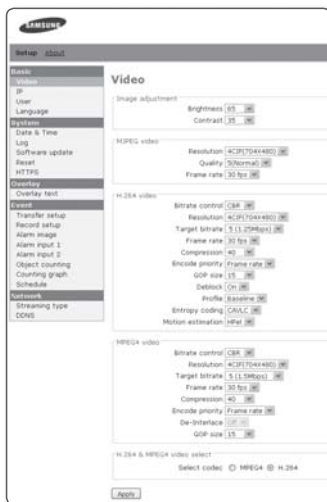 SAMSUNG
Setup About
Basic
Video
IP
User
Language
System
Date & Time
Log
Software update
Reset
HTTPS
Overlay
Overlay text
Event
Transfer setup
Record setup
Alarm image
Alarm input 1
Alarm input 2
Object counting
Counting graph
Schedule
Network
Streaming type
DDNS
Video
Image adjustment
Brightness 65
Contrast 35
MJPEG video
Resolution 4CIF(704X480)
Quality 5(Normal)
Frame rate 30 fps
H.264 video
Bitrate control CBR
Resolution 4CIF(704X480)
Target bitrate 5 (1.25Mbps)
Frame rate 30 fps
Compression 40
Encode priority Frame rate
GOP size 15
Deblock On
Profile Baseline
Entropy coding CAVLC
Motion estimation HPel
MPEG4 video
Bitrate control CBR
Resolution 4CIF(704X480)
Target bitrate 5 (1.5Mbps)
Frame rate 30 fps
Compression 40
Encode priority Frame rate
De-Interlace Off
GOP size 15
H.264 & MPEG4 video select
Select codec MPEG4 H.264
Apply